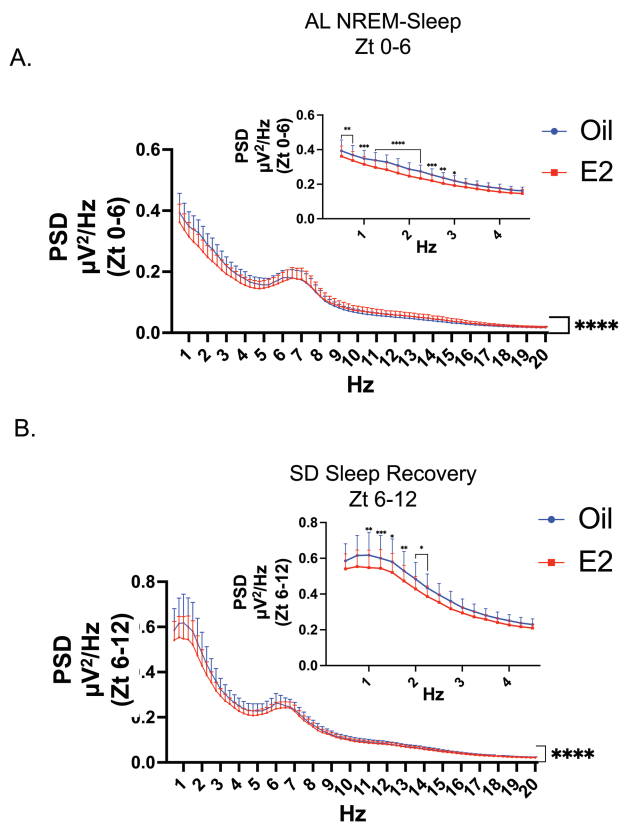 AL NREM-Sleep
Zt 0-6
A.
PSD
µV²/Hz
(Zt 0-6)
0.6
0.4
0.2
0.0
** *** **** *** ** *
1 2 3 4
Hz
Oil
E2
PSD
µV²/Hz
(Zt 0-6)
0.6
0.4
0.2
0.0
****
1 2 3 4 5 6 7 8 9 10 11 12 13 14 15 16 17 18 19 20
Hz
B.
SD Sleep Recovery
Zt 6-12
PSD
µV²/Hz
(Zt 6-12)
0.8
0.6
0.4
0.2
0.0
** *** * ** *
1 2 3 4
Hz
Oil
E2
PSD
µV²/Hz
(Zt 6-12)
0.8
0.6
0.4
0.2
0.0
****
1 2 3 4 5 6 7 8 9 10 11 12 13 14 15 16 17 18 19 20
Hz